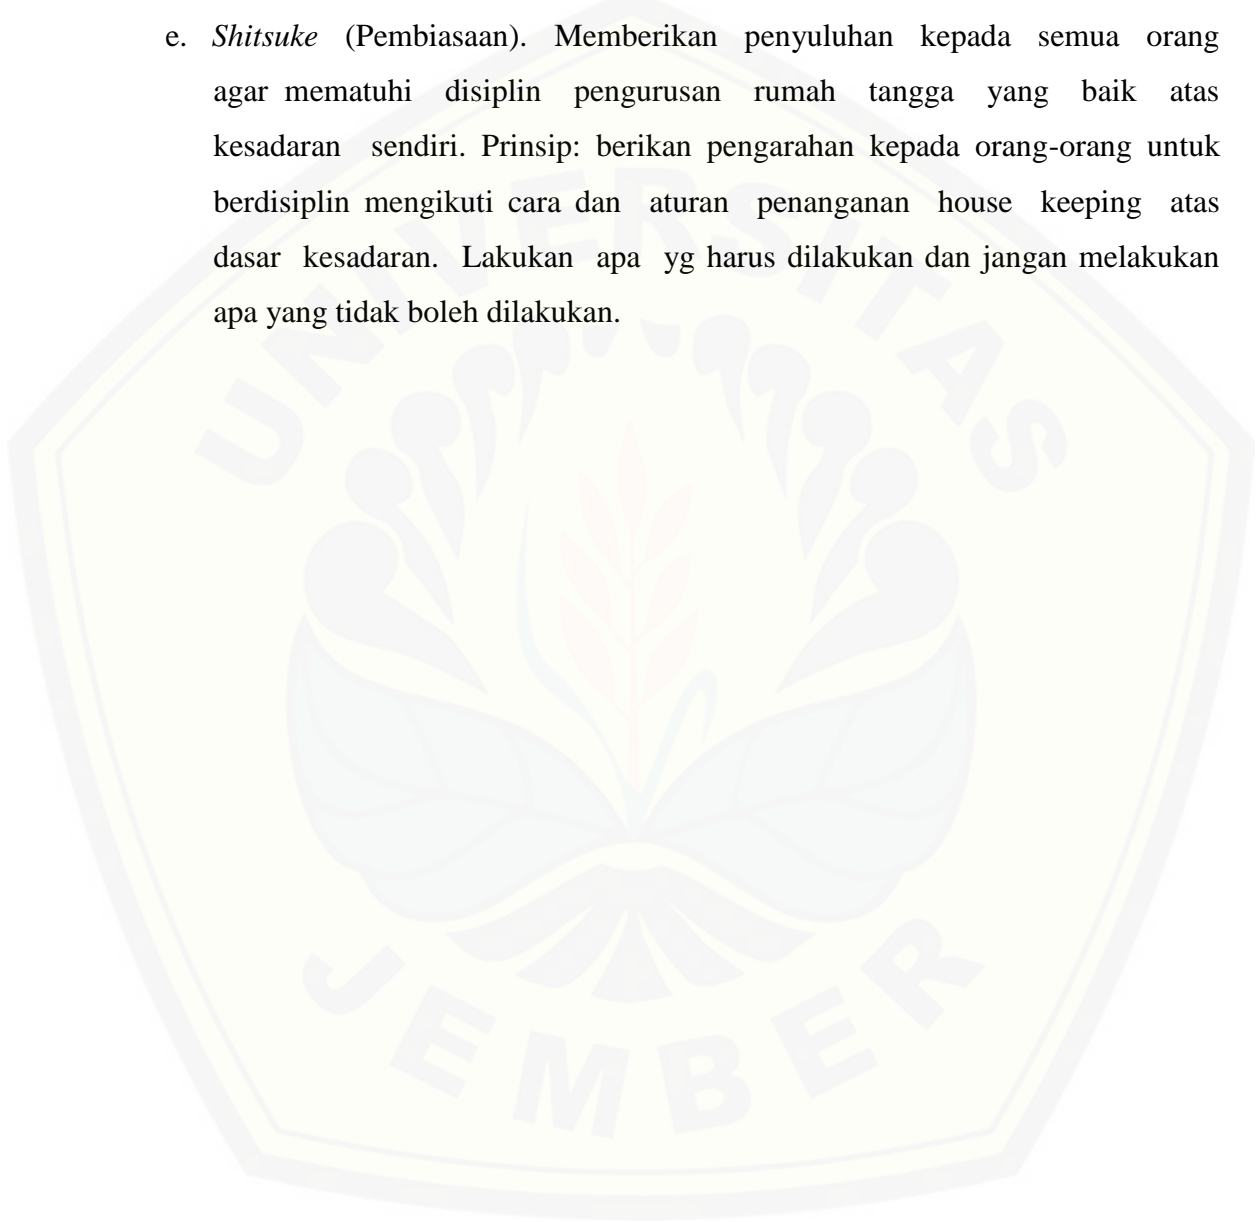 e. Shitsuke (Pembiasaan). Memberikan penyuluhan kepada semua orang
agar mematuhi disiplin pengurusan rumah tangga yang baik atas
kesadaran sendiri. Prinsip: berikan pengarahan kepada orang-orang untuk
berdisiplin mengikuti cara dan aturan penanganan house keeping atas
dasar kesadaran. Lakukan apa yg harus dilakukan dan jangan melakukan
apa yang tidak boleh dilakukan.
UNIVERSITAS
JEMBER